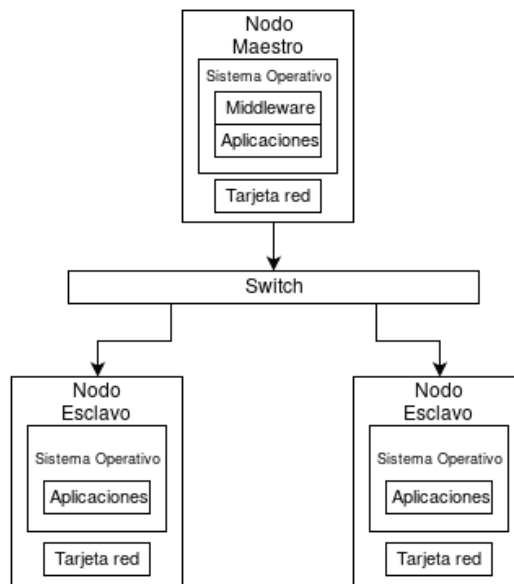 Nodo
Maestro
Sistema Operativo
Middleware
Aplicaciones
Tarjeta red
Switch
Nodo
Esclavo
Sistema Operativo
Aplicaciones
Tarjeta red
Nodo
Esclavo
Sistema Operativo
Aplicaciones
Tarjeta red